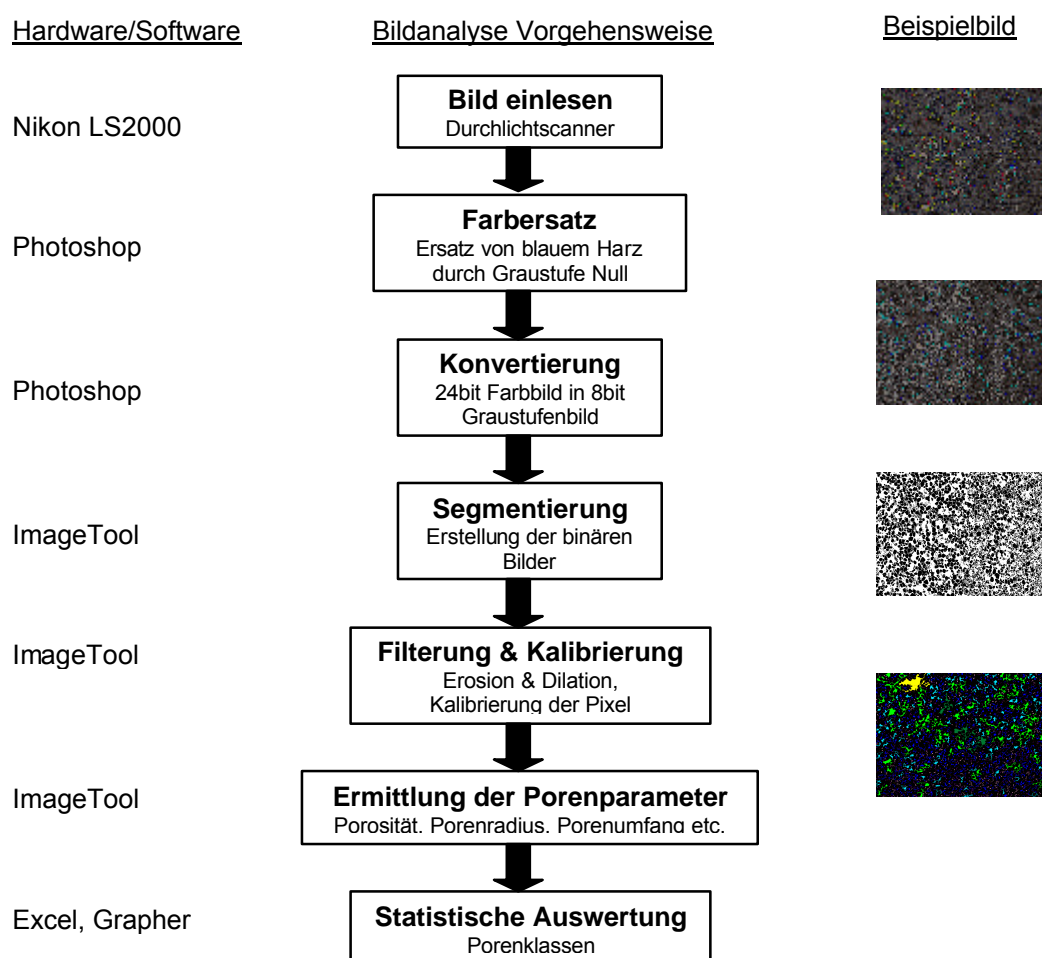 Hardware/Software
Bildanalyse Vorgehensweise
Beispielbild
Nikon LS2000
Bild einlesen
Durchlichtscanner
Photoshop
Farbersatz
Ersatz von blauem Harz
durch Graustufe Null
Photoshop
Konvertierung
24bit Farbbild in 8bit
Graustufenbild
ImageTool
Segmentierung
Erstellung der binären
Bilder
ImageTool
Filterung & Kalibrierung
Erosion & Dilation,
Kalibrierung der Pixel
ImageTool
Ermittlung der Porenparameter
Porosität, Porenradius, Porenumfang etc.
Excel, Grapher
Statistische Auswertung
Porenklassen